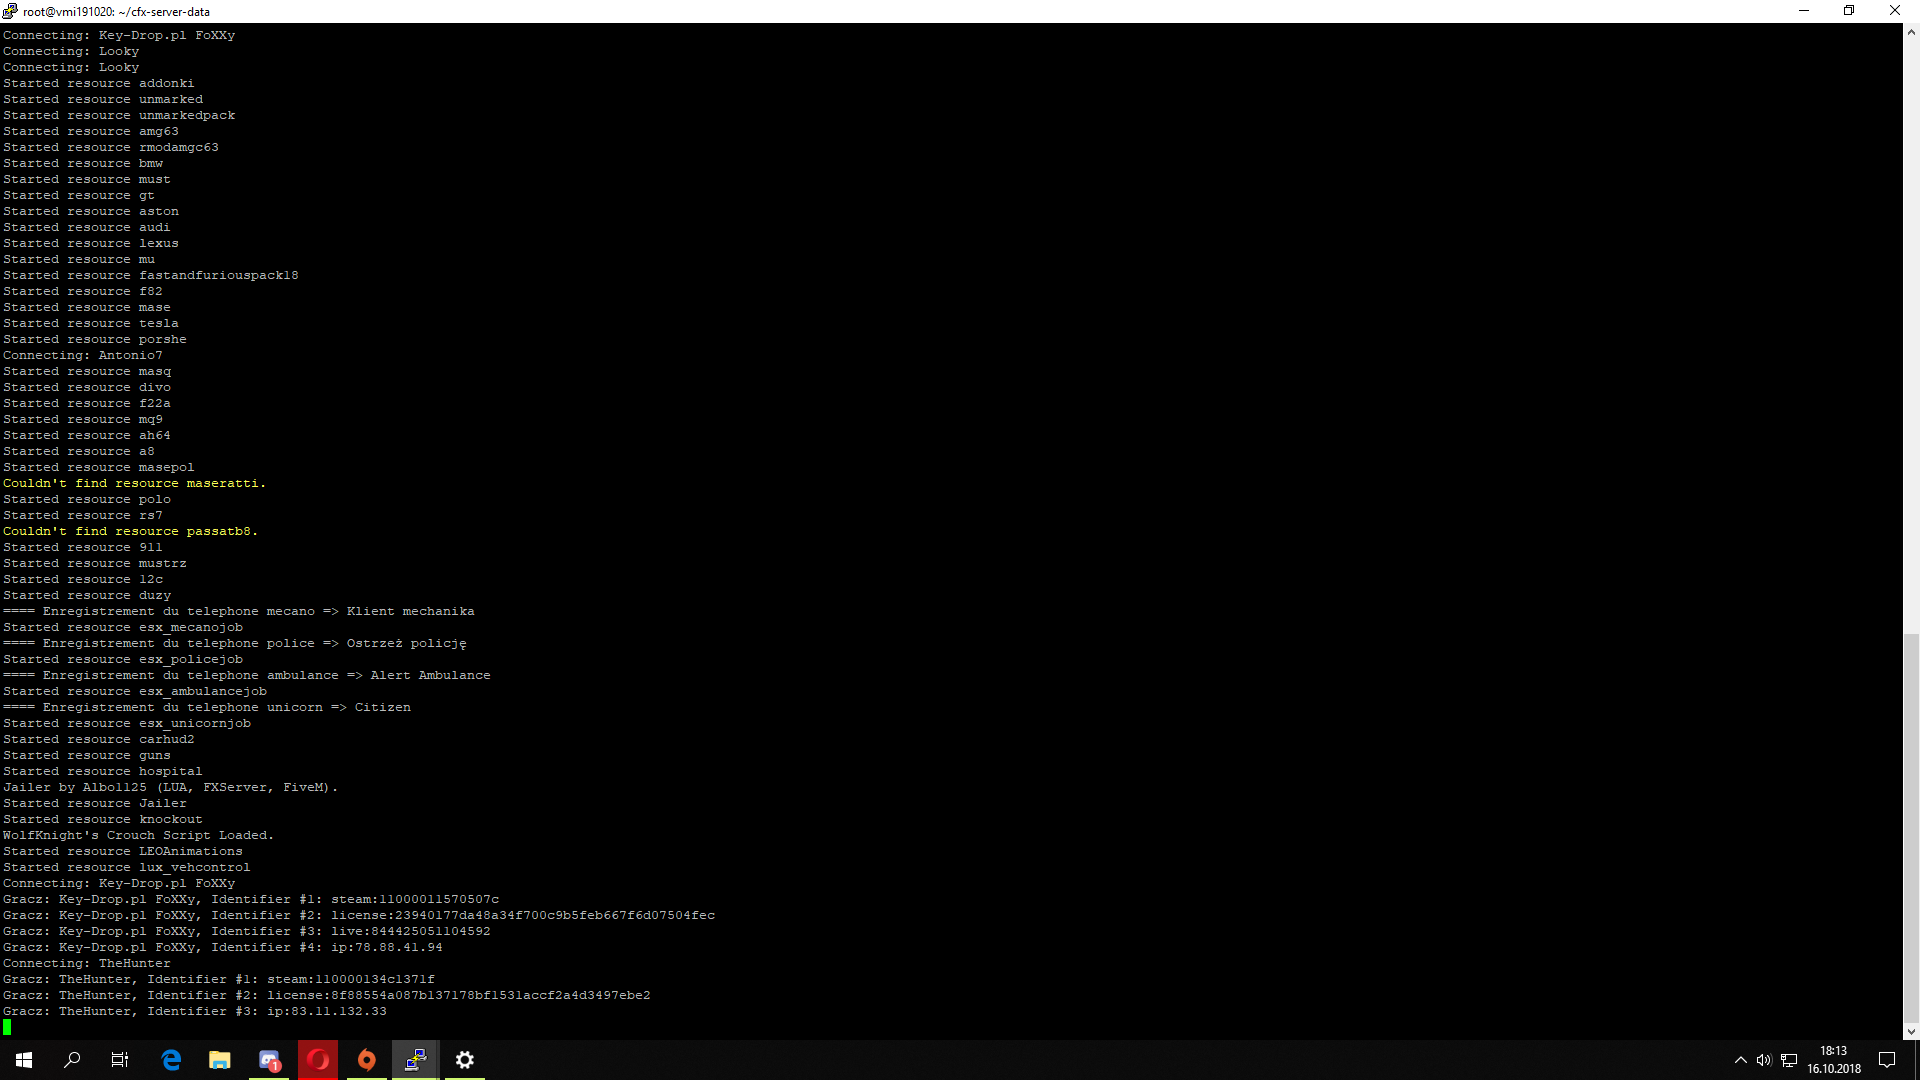 root@vmi191020: ~/cfx-server-data
Connecting: Key-Drop.pl FoXXy
Connecting: Looky
Connecting: Looky
Started resource addonki
Started resource unmarked
Started resource unmarkedpack
Started resource amg63
Started resource rmodamgc63
Started resource bmw
Started resource must
Started resource gt
Started resource aston
Started resource audi
Started resource lexus
Started resource mu
Started resource fastandfuriouspack18
Started resource f82
Started resource mase
Started resource tesla
Started resource porshe
Connecting: Antonio7
Started resource masq
Started resource divo
Started resource f22a
Started resource mq9
Started resource ah64
Started resource a8
Started resource masepol
Couldn't find resource maseratti.
Started resource polo
Started resource rs7
Couldn't find resource passatb8.
Started resource 911
Started resource mustrz
Started resource l2c
Started resource duzy
==== Enregistrement du telephone mecano => Klient mechanika
Started resource esx_mecanojob
==== Enregistrement du telephone police => Ostrzeż policję
Started resource esx_policejob
==== Enregistrement du telephone ambulance => Alert Ambulance
Started resource esx_ambulancejob
==== Enregistrement du telephone unicorn => Citizen
Started resource esx_unicornjob
Started resource carhud2
Started resource guns
Started resource hospital
Jailer by Albo1125 (LUA, FXServer, FiveM).
Started resource Jailer
Started resource knockout
WolfKnight's Crouch Script Loaded.
Started resource LEOAnimations
Started resource lux_vehcontrol
Connecting: Key-Drop.pl FoXXy
Gracz: Key-Drop.pl FoXXy, Identifier #1: steam:11000011570507c
Gracz: Key-Drop.pl FoXXy, Identifier #2: license:23940177da48a34f700c9b5feb667f6d07504fec
Gracz: Key-Drop.pl FoXXy, Identifier #3: live:844425051104592
Gracz: Key-Drop.pl FoXXy, Identifier #4: ip:78.88.41.94
Connecting: TheHunter
Gracz: TheHunter, Identifier #1: steam:110000134c1371f
Gracz: TheHunter, Identifier #2: license:8f88554a087b137178bf1531accf2a4d3497ebe2
Gracz: TheHunter, Identifier #3: ip:83.11.132.33
1
18:13
16.10.2018